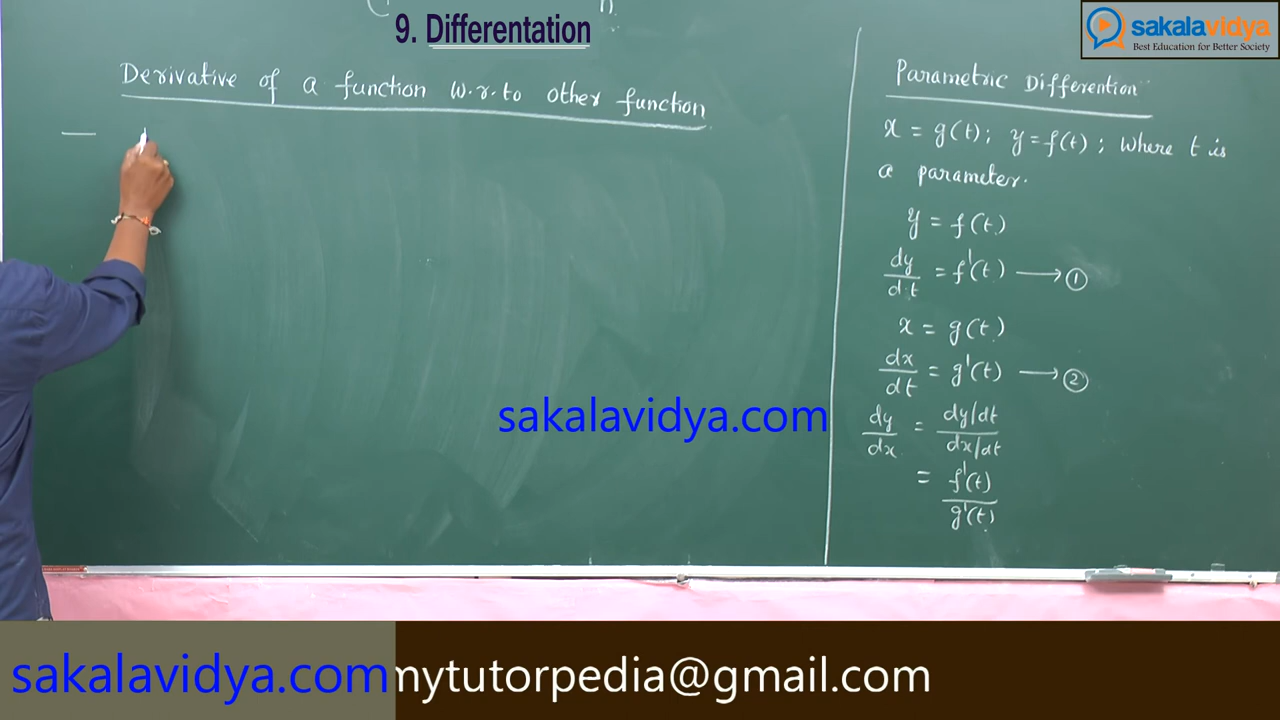 9. Differentation
sakalavidya
Best Education for Better Society
Derivative of a function w.r.to other function
Parametric Differention
x = g(t); y = f(t); where t is
a parameter.
y = f(t)
dy/dt = f'(t) ⟶ ①
x = g(t)
dx/dt = g'(t) ⟶ ②
dy/dx = (dy/dt)/(dx/dt)
= f'(t)/g'(t)
sakalavidya.com
sakalavidya.com
mytutorpedia@gmail.com